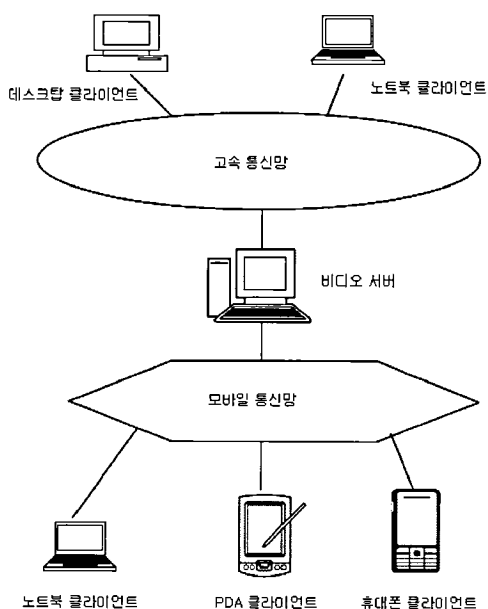 데스크탑 클라이언트
노트북 클라이언트
고속 통신망
비디오 서버
모바일 통신망
노트북 클라이언트
PDA 클라이언트
휴대폰 클라이언트